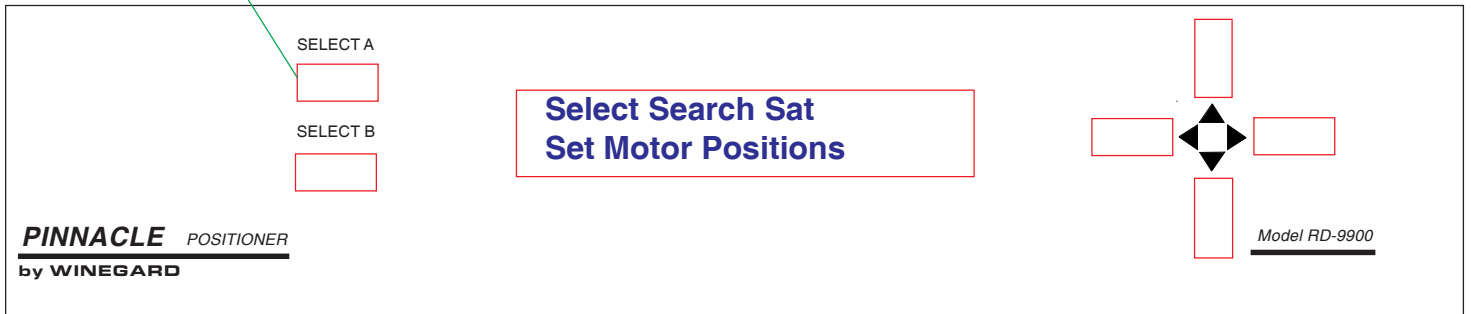 SELECT A
Select Search Sat
SELECT B
Set Motor Positions
PINNACLE POSITIONER
Model RD-9900
by WINEGARD